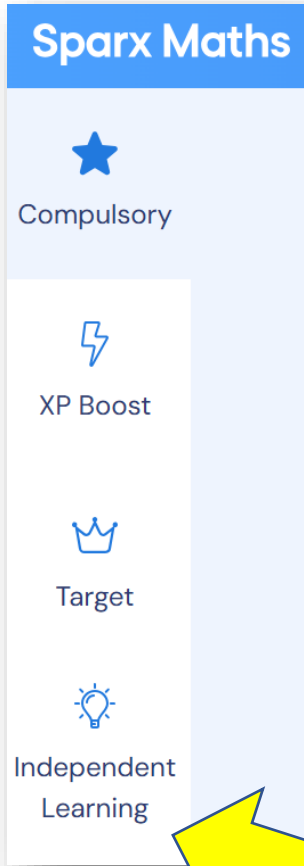 Sparx Maths
Compulsory
XP Boost
Target
Independent
Learning